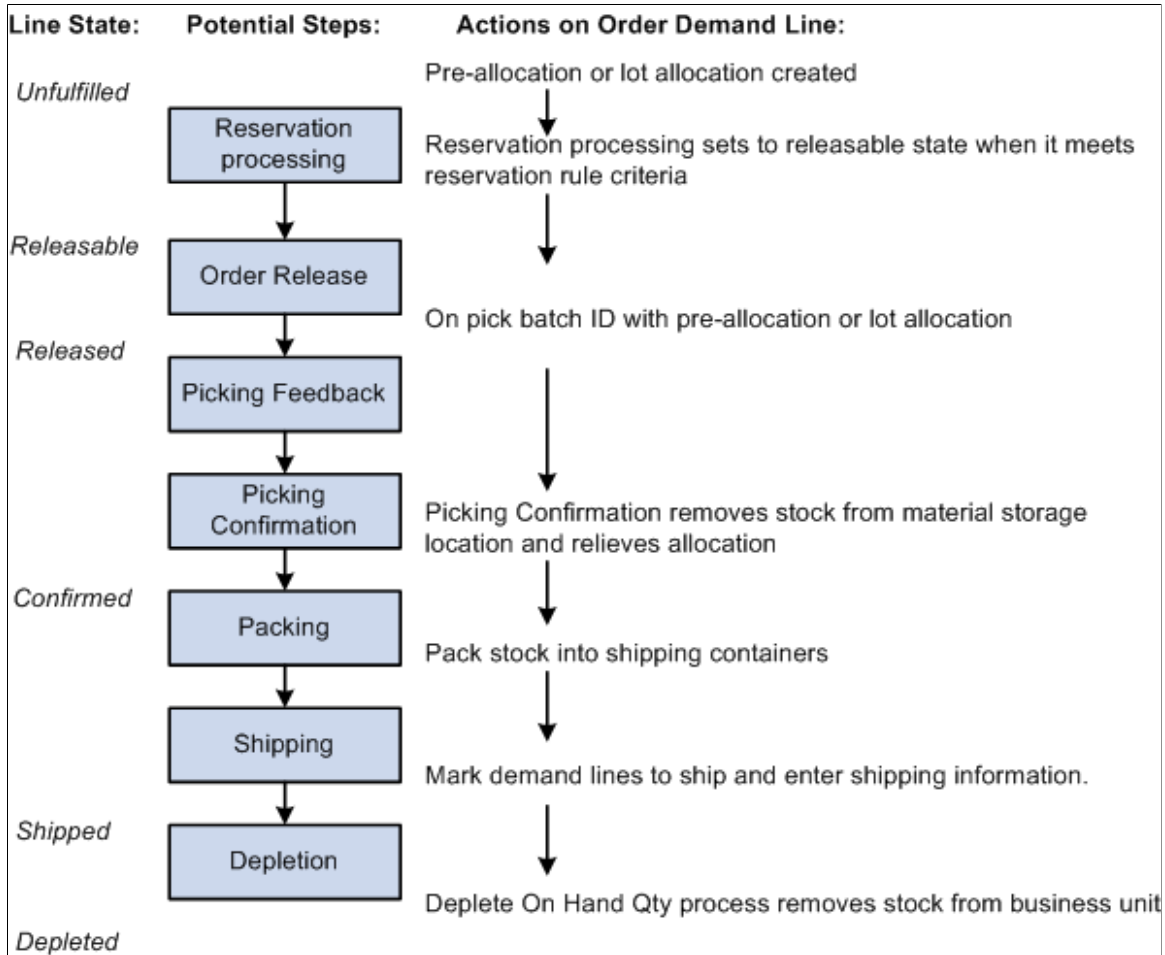 Line State: Potential Steps: Actions on Order Demand Line:
Pre-allocation or lot allocation created
Unfulfilled
Reservation
processing
Reservation processing sets to releasable state when it meets
reservation rule criteria
Releasable
Order Release
On pick batch ID with pre-allocation or lot allocation
Released
Picking Feedback
Picking
Confirmation
Picking Confirmation removes stock from material storage
location and relieves allocation
Confirmed
Packing
Pack stock into shipping containers
Shipping
Mark demand lines to ship and enter shipping information.
Shipped
Depletion
Deplete On Hand Qty process removes stock from business unit
Depleted